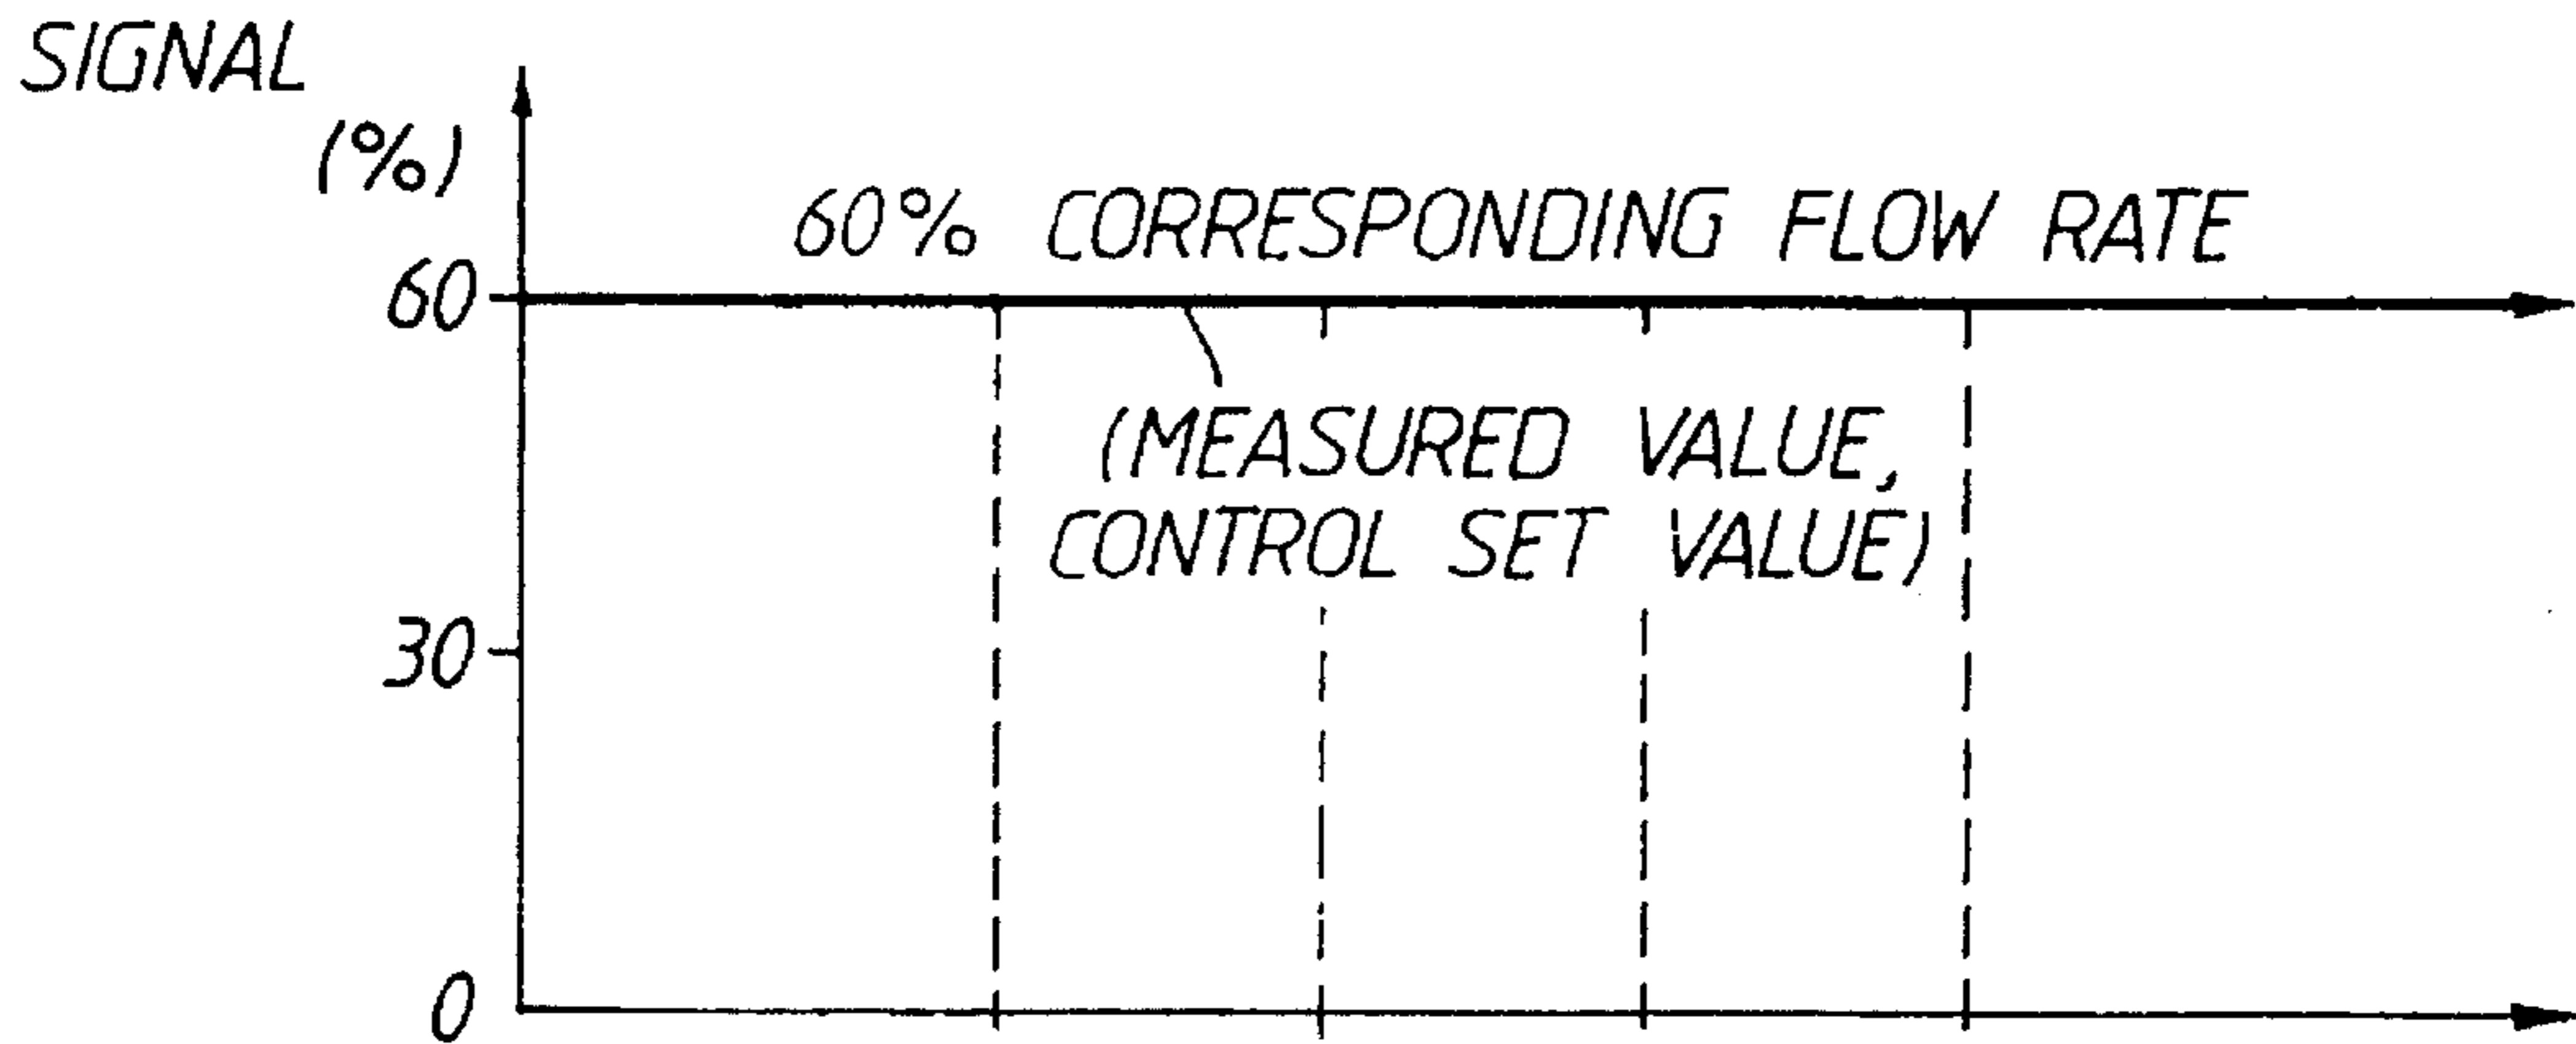 SIGNAL
(%)
60% CORRESPONDING FLOW RATE
60
(MEASURED VALUE,
CONTROL SET VALUE)
30
0